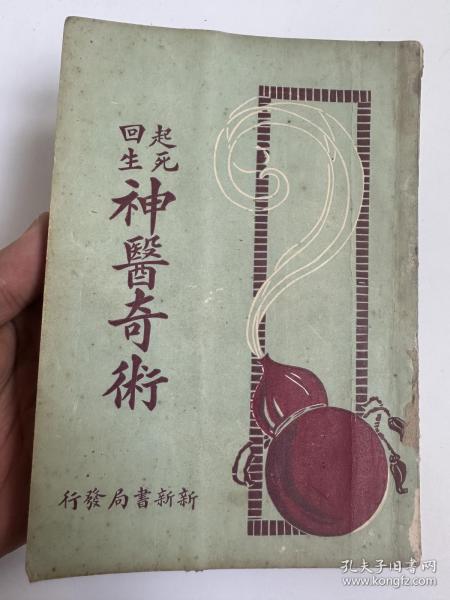 起死
回生
神醫奇術
新新書局發行
孔夫子旧书网
www.kongfz.com